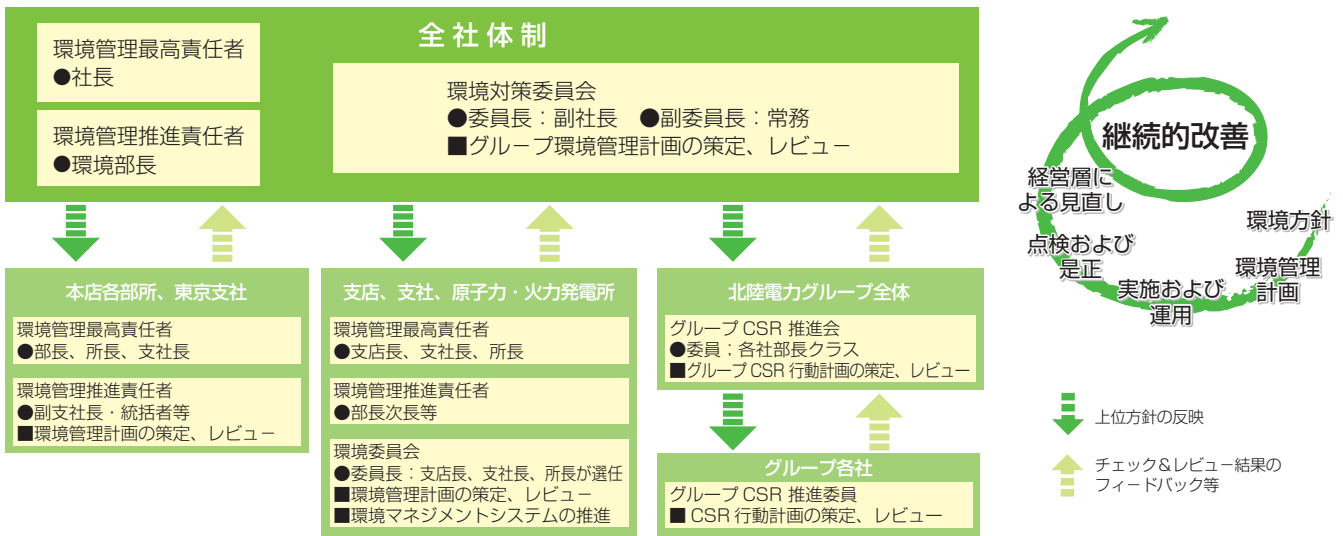 全社体制
環境管理最高責任者
●社長
環境管理推進責任者
●環境部長
環境対策委員会
●委員長：副社長　●副委員長：常務
■グループ環境管理計画の策定、レビュー
本店各部所、東京支社
環境管理最高責任者
●部長、所長、支社長
環境管理推進責任者
●副支社長・統括者等
■環境管理計画の策定、レビュー
支店、支社、原子力・火力発電所
環境管理最高責任者
●支店長、支社長、所長
環境管理推進責任者
●部長次長等
環境委員会
●委員長：支店長、支社長、所長が選任
■環境管理計画の策定、レビュー
■環境マネジメントシステムの推進
北陸電力グループ全体
グループ CSR 推進会
●委員；各社部長クラス
■グループ CSR 行動計画の策定、レビュー
グループ各社
グループ CSR 推進委員
■ CSR 行動計画の策定、レビュー
継続的改善
経営層に
よる見直し
点検および
是正
実施および
運用
環境管理
計画
環境方針
上位方針の反映
チェック＆レビュー結果の
フィードバック等